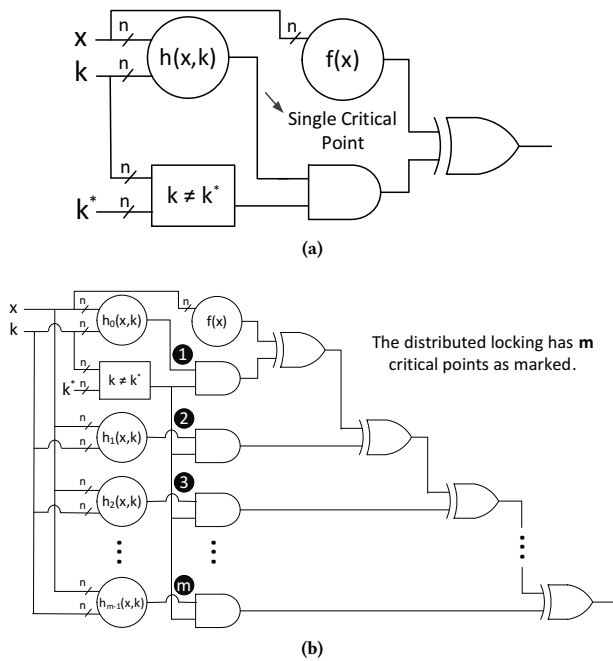 n
n
x
h(x,k)
f(x)
k
n
Single Critical
Point
n
k ≠ k*
k*
n
(a)
n
n
x
h₀(x,k)
f(x)
k
n
The distributed locking has m
critical points as marked.
1
n
k ≠ k*
k*
n
n
2
h₁(x,k)
n
n
3
h₂(x,k)
n
n
m
hₘ₋₁(x,k)
n
(b)